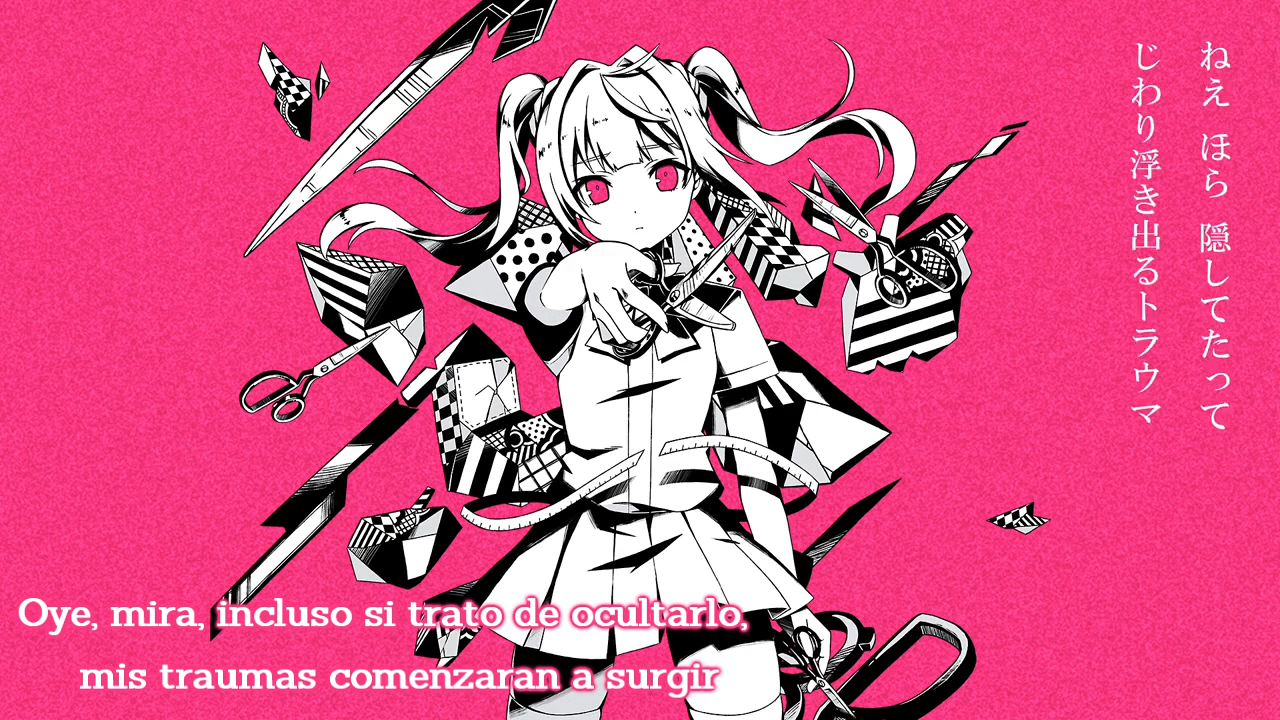 ねえ ほら 隠してたって
じわり浮き出るトラウマ
Oye, mira, incluso si trato de ocultarlo,
mis traumas comenzaran a surgir